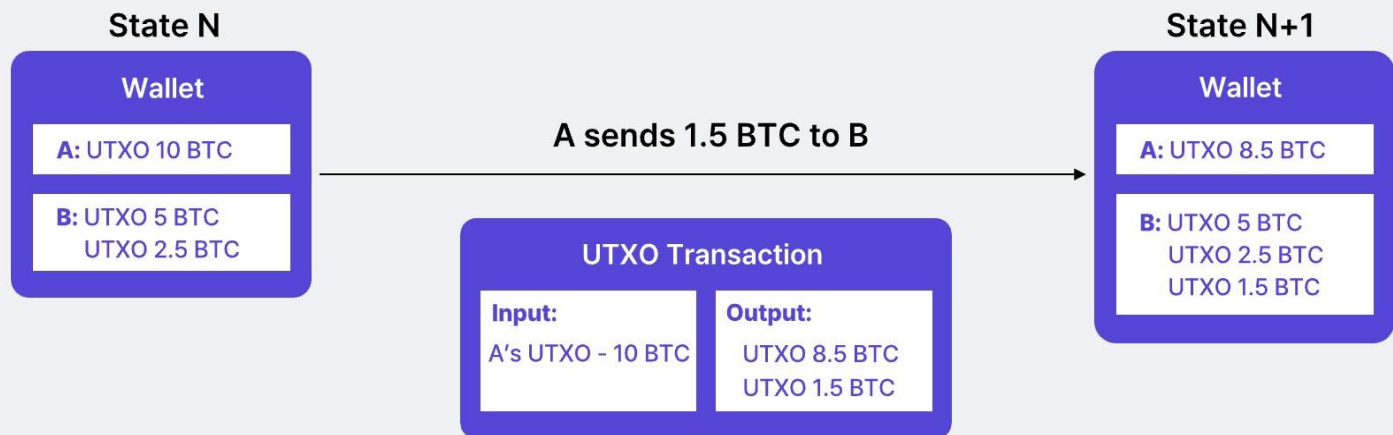 State N
Wallet
A: UTXO 10 BTC
B: UTXO 5 BTC
UTXO 2.5 BTC
A sends 1.5 BTC to B
UTXO Transaction
Input:
A's UTXO - 10 BTC
Output:
UTXO 8.5 BTC
UTXO 1.5 BTC
State N+1
Wallet
A: UTXO 8.5 BTC
B: UTXO 5 BTC
UTXO 2.5 BTC
UTXO 1.5 BTC